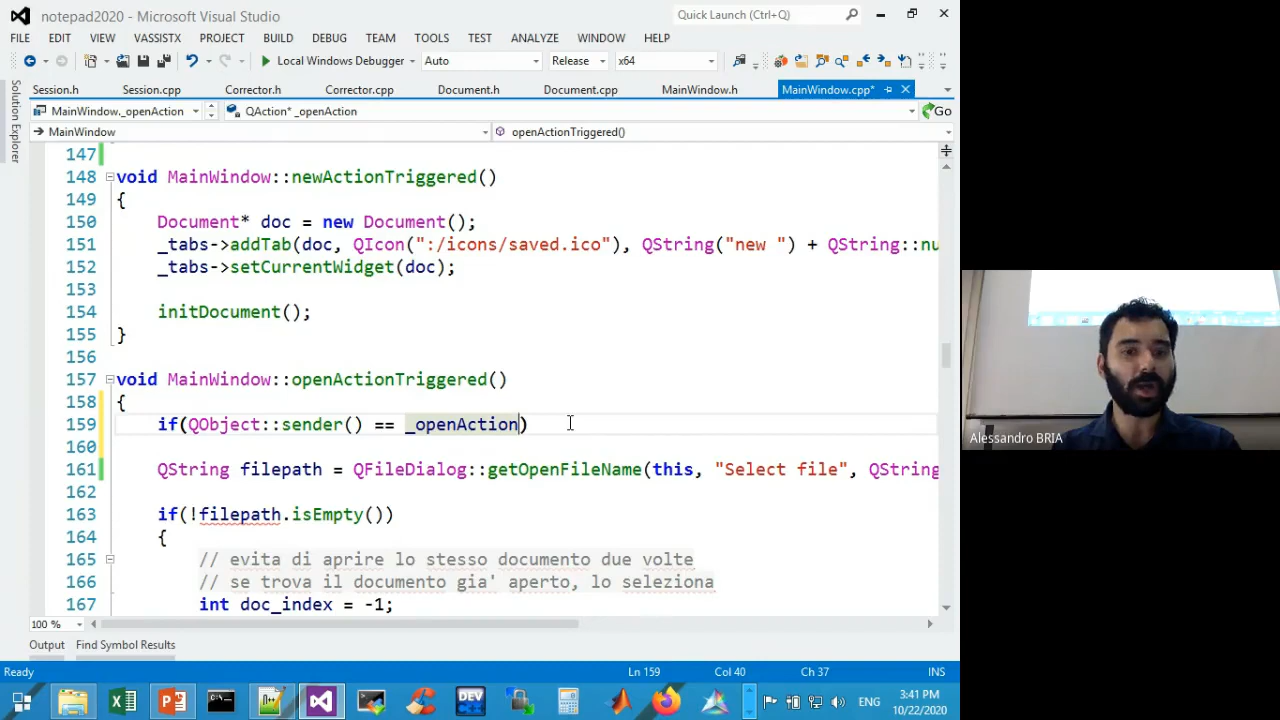 notepad2020 - Microsoft Visual Studio
Quick Launch (Ctrl+Q)
FILE EDIT VIEW VASSISTX PROJECT BUILD DEBUG TEAM TOOLS TEST ANALYZE WINDOW HELP
Local Windows Debugger Auto Release x64
Session.h Session.cpp Corrector.h Corrector.cpp Document.h Document.cpp MainWindow.h MainWindow.cpp*
MainWindow._openAction QAction* _openAction Go
MainWindow openActionTriggered()
Solution Explorer
147
148 void MainWindow::newActionTriggered()
149 {
150 Document* doc = new Document();
151 _tabs->addTab(doc, QIcon(":/icons/saved.ico"), QString("new ") + QString::nu
152 _tabs->setCurrentWidget(doc);
153
154 initDocument();
155 }
156
157 void MainWindow::openActionTriggered()
158 {
159 if(QObject::sender() == _openAction)
160
161 QString filepath = QFileDialog::getOpenFileName(this, "Select file", QString
162
163 if(!filepath.isEmpty())
164 {
165 // evita di aprire lo stesso documento due volte
166 // se trova il documento gia' aperto, lo seleziona
167 int doc_index = -1;
100 %
Output Find Symbol Results
Ready Ln 159 Col 40 Ch 37 INS
DEV
ENG
3:41 PM
10/22/2020
Alessandro BRIA